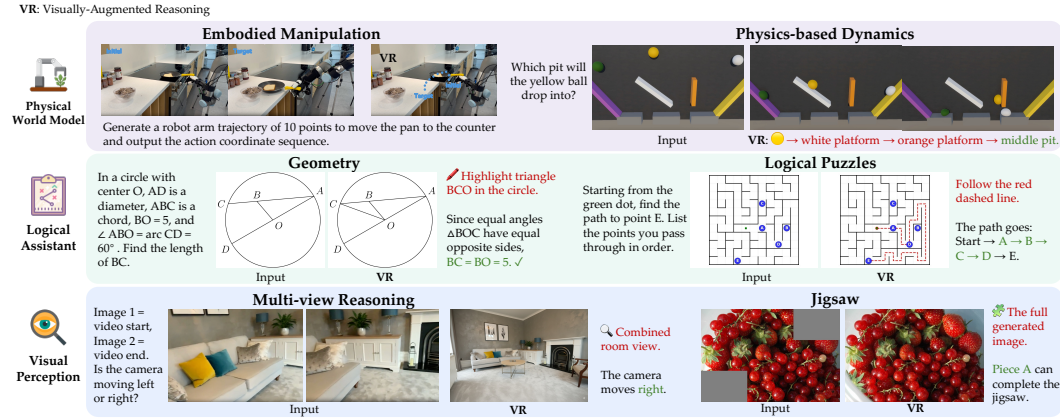 VR: Visually-Augmented Reasoning
Embodied Manipulation
Physics-based Dynamics
Physical
World Model
Initial
Target
VR
Generate a robot arm trajectory of 10 points to move the pan to the counter
and output the action coordinate sequence.
Which pit will
the yellow ball
drop into?
Input
VR: → white platform → orange platform → middle pit.
Geometry
Logical Puzzles
Logical
Assistant
In a circle with
center O, AD is a
diameter, ABC is a
chord, BO = 5, and
∠ ABO = arc CD =
60° . Find the length
of BC.
A
B
C
O
D
Input
A
B
C
O
D
VR
Highlight triangle
BCO in the circle.
Since equal angles
△BOC have equal
opposite sides,
BC = BO = 5. ✓
Starting from the
green dot, find the
path to point E. List
the points you pass
through in order.
Input
VR
Follow the red
dashed line.
The path goes:
Start → A → B →
C → D → E.
Multi-view Reasoning
Jigsaw
Visual
Perception
Image 1 =
video start,
Image 2 =
video end.
Is the camera
moving left
or right?
Input
VR
Combined
room view.
The camera
moves right.
Input
VR
The full
generated
image.
Piece A can
complete the
jigsaw.